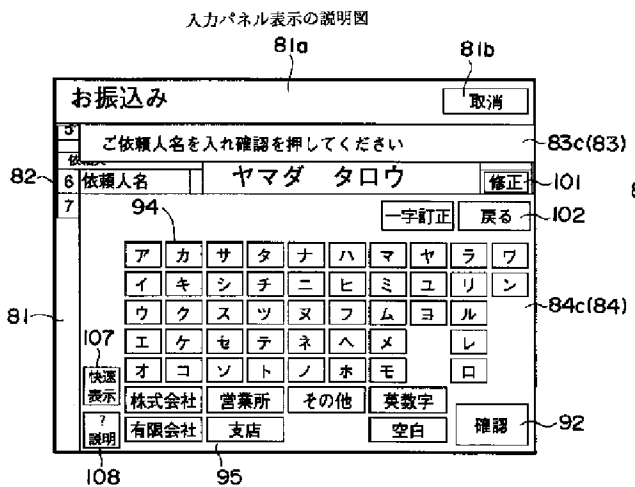 入力パネル表示の説明図
81a
81b
お振込み
取消
ご依頼人名を入れ確認を押してください
83c(83)
82
6 依頼人名
ヤマダ タロウ
修正
101
7
94
一字訂正
戻る
102
ア カ サ タ ナ ハ マ ヤ ラ ワ
イ キ シ チ ニ ヒ ミ ユ リ ン
81
ウ ク ス ツ ヌ フ ム ヨ ル
84c(84)
107
エ ケ セ テ ネ ヘ メ レ
快速
表示
オ コ ソ ト ノ ホ モ ロ
株式会社 営業所 その他 英数字
?
説明
有限会社 支店 空白
確認
92
108
95